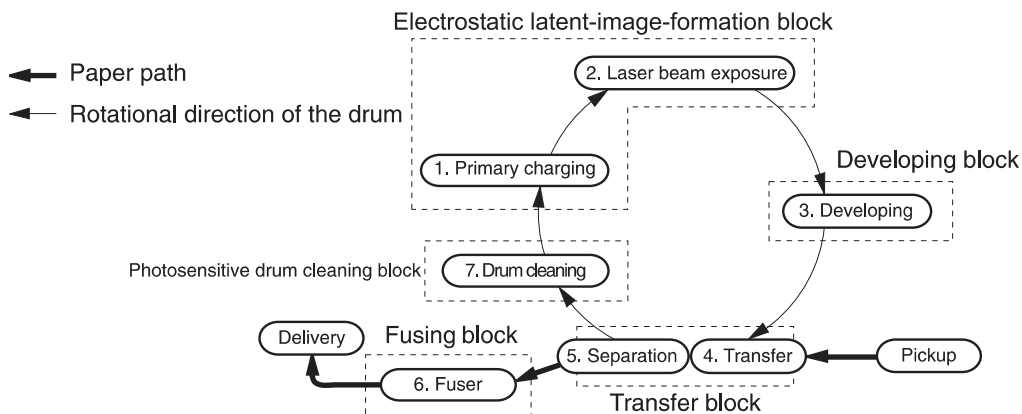 Electrostatic latent-image-formation block
Paper path
2. Laser beam exposure
Rotational direction of the drum
1. Primary charging
Developing block
3. Developing
Photosensitive drum cleaning block
7. Drum cleaning
Delivery
Fusing block
5. Separation
4. Transfer
Pickup
6. Fuser
Transfer block